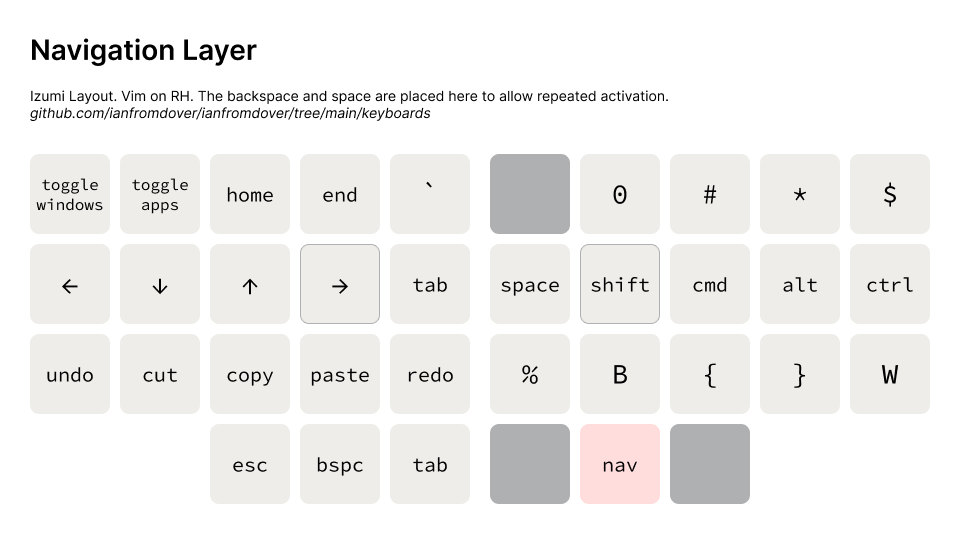 Navigation Layer
Izumi Layout. Vim on RH. The backspace and space are placed here to allow repeated activation.
github.com/ianfromdover/ianfromdover/tree/main/keyboards
toggle windows toggle apps home end ` 0 # * $
← ↓ ↑ → tab space shift cmd alt ctrl
undo cut copy paste redo % B { } W
esc bspc tab nav